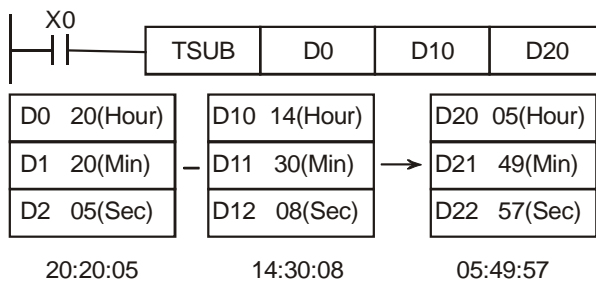 X0
TSUB D0 D10 D20
D0 20(Hour) D10 14(Hour) D20 05(Hour)
D1 20(Min) – D11 30(Min) → D21 49(Min)
D2 05(Sec) D12 08(Sec) D22 57(Sec)
20:20:05 14:30:08 05:49:57